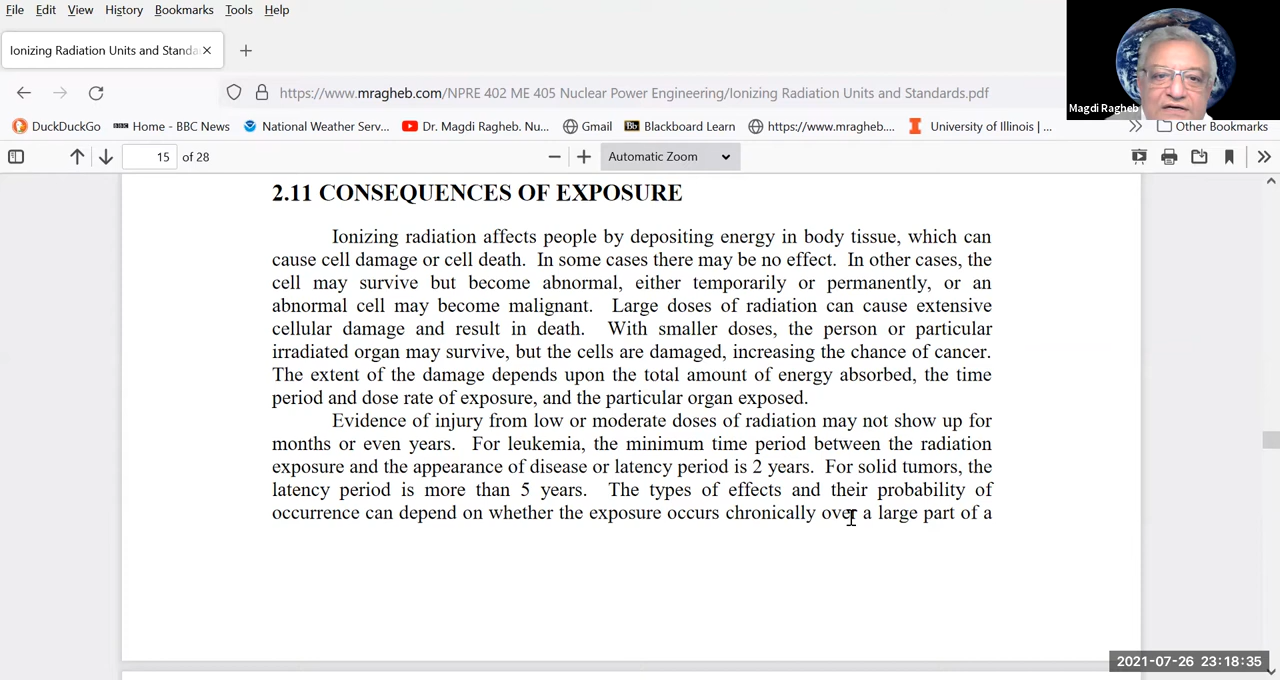 File Edit View History Bookmarks Tools Help
Ionizing Radiation Units and Standa
https://www.mragheb.com/NPRE 402 ME 405 Nuclear Power Engineering/Ionizing Radiation Units and Standards.pdf
Magdi Ragheb
DuckDuckGo BBC Home - BBC News National Weather Serv... Dr. Magdi Ragheb. Nu... Gmail Bb Blackboard Learn https://www.mragheb.... I University of Illinois |... Other Bookmarks
15 of 28 Automatic Zoom
2.11 CONSEQUENCES OF EXPOSURE
Ionizing radiation affects people by depositing energy in body tissue, which can
cause cell damage or cell death. In some cases there may be no effect. In other cases, the
cell may survive but become abnormal, either temporarily or permanently, or an
abnormal cell may become malignant. Large doses of radiation can cause extensive
cellular damage and result in death. With smaller doses, the person or particular
irradiated organ may survive, but the cells are damaged, increasing the chance of cancer.
The extent of the damage depends upon the total amount of energy absorbed, the time
period and dose rate of exposure, and the particular organ exposed.
Evidence of injury from low or moderate doses of radiation may not show up for
months or even years. For leukemia, the minimum time period between the radiation
exposure and the appearance of disease or latency period is 2 years. For solid tumors, the
latency period is more than 5 years. The types of effects and their probability of
occurrence can depend on whether the exposure occurs chronically over a large part of a
2021-07-26 23:18:35